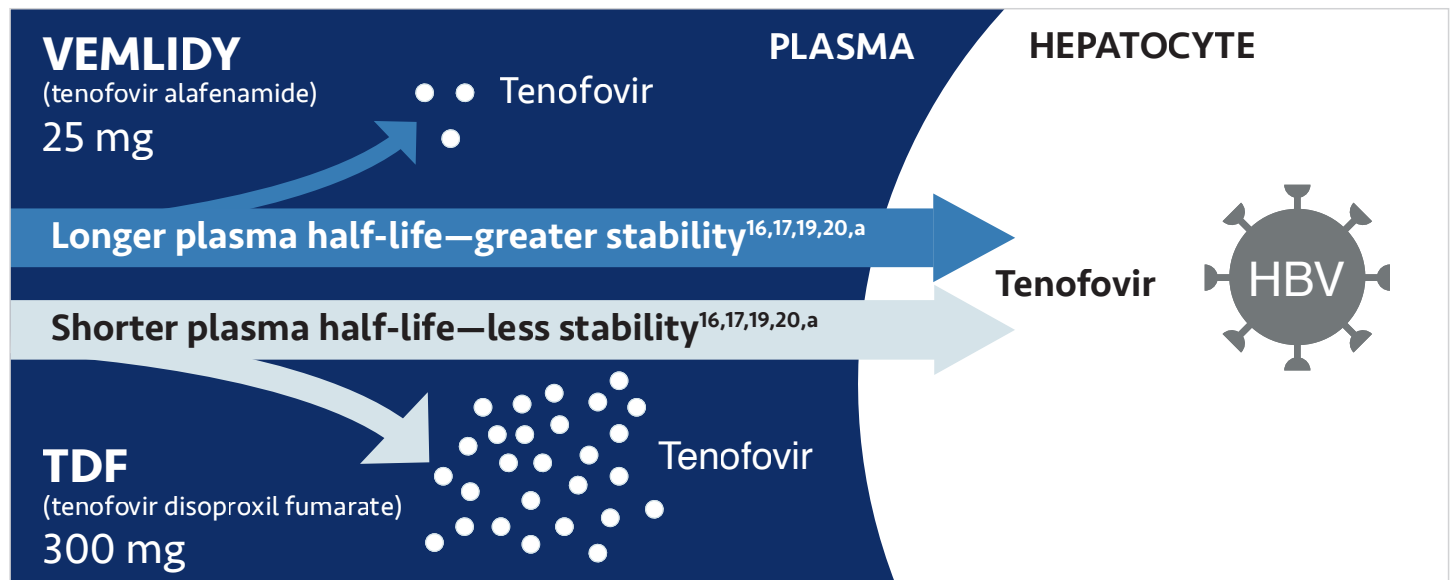 VEMLIDY
(tenofovir alafenamide)
25 mg
Tenofovir
PLASMA
HEPATOCYTE
Longer plasma half-life—greater stability16,17,19,20,a
Tenofovir
HBV
Shorter plasma half-life—less stability16,17,19,20,a
TDF
(tenofovir disoproxil fumarate)
300 mg
Tenofovir